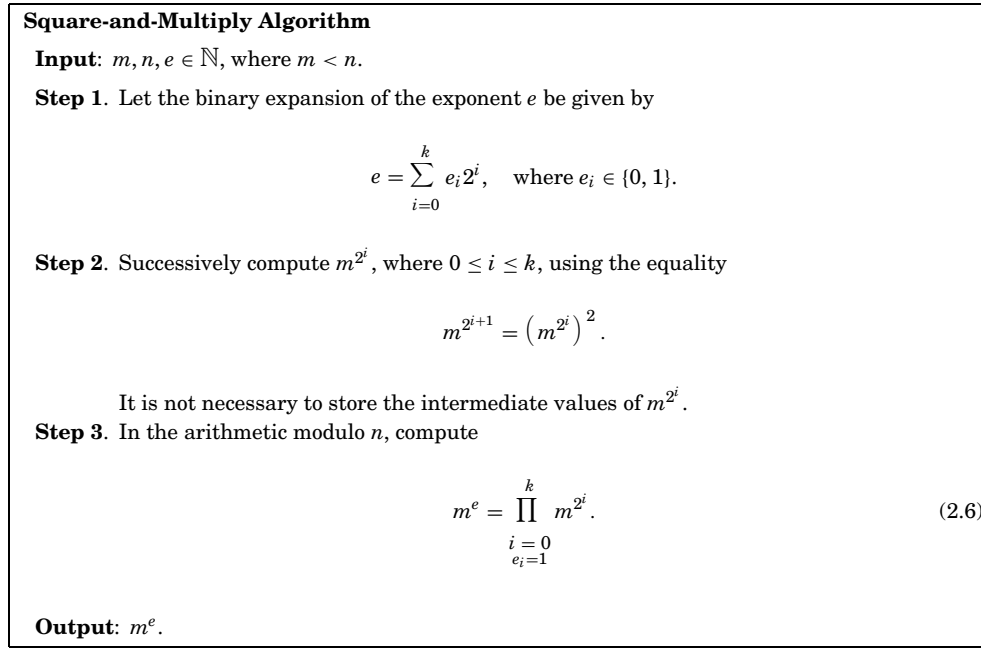 Square-and-Multiply Algorithm
Input: m, n, e ∈ ℕ, where m < n.
Step 1. Let the binary expansion of the exponent e be given by
e = ∑_{i=0}^{k} e_i 2^i, where e_i ∈ {0, 1}.
Step 2. Successively compute m^{2^i}, where 0 ≤ i ≤ k, using the equality
m^{2^{i+1}} = (m^{2^i})^2.
It is not necessary to store the intermediate values of m^{2^i}.
Step 3. In the arithmetic modulo n, compute
m^e = ∏_{i=0, e_i=1}^{k} m^{2^i}. (2.6)
Output: m^e.